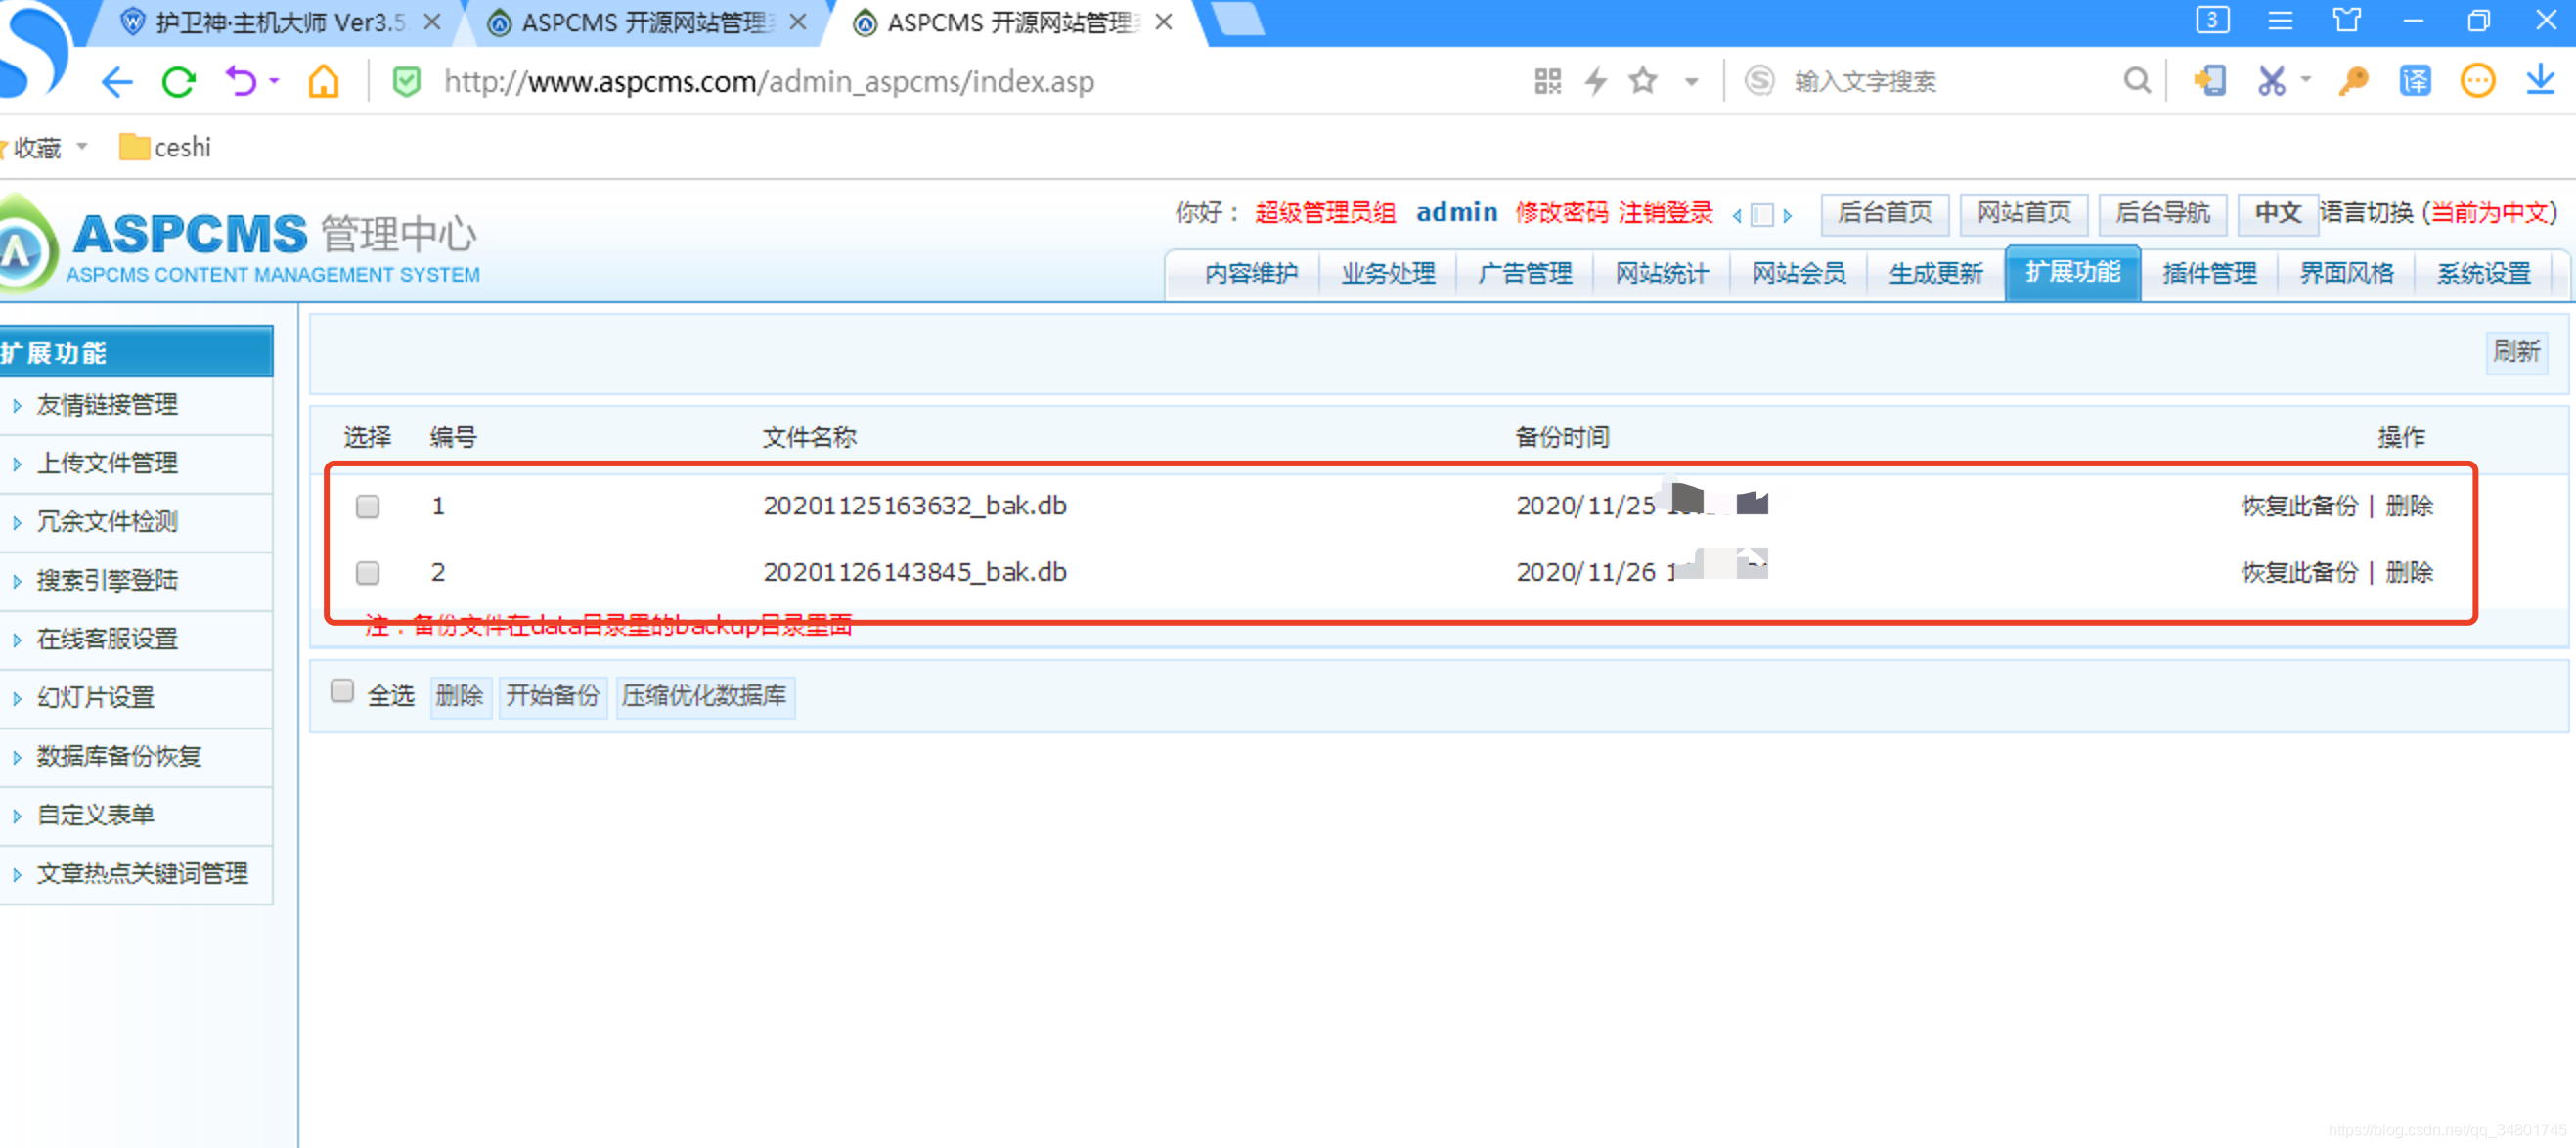 护卫神·主机大师 Ver3.5 ASPCMS 开源网站管理 ASPCMS 开源网站管理 3
http://www.aspcms.com/admin_aspcms/index.asp 输入文字搜索 译
收藏 ceshi
ASPCMS 管理中心
ASPCMS CONTENT MANAGEMENT SYSTEM
你好： 超级管理员组 admin 修改密码 注销登录 后台首页 网站首页 后台导航 中文 语言切换 (当前为中文)
内容维护 业务处理 广告管理 网站统计 网站会员 生成更新 扩展功能 插件管理 界面风格 系统设置
扩展功能
友情链接管理
上传文件管理
冗余文件检测
搜索引擎登陆
在线客服设置
幻灯片设置
数据库备份恢复
自定义表单
文章热点关键词管理
刷新
选择 编号 文件名称 备份时间 操作
1 20201125163632_bak.db 2020/11/25 恢复此备份 | 删除
2 20201126143845_bak.db 2020/11/26 恢复此备份 | 删除
注：备份文件在data目录里的backup目录里面
全选 删除 开始备份 压缩优化数据库
https://blog.csdn.net/qq_34801745